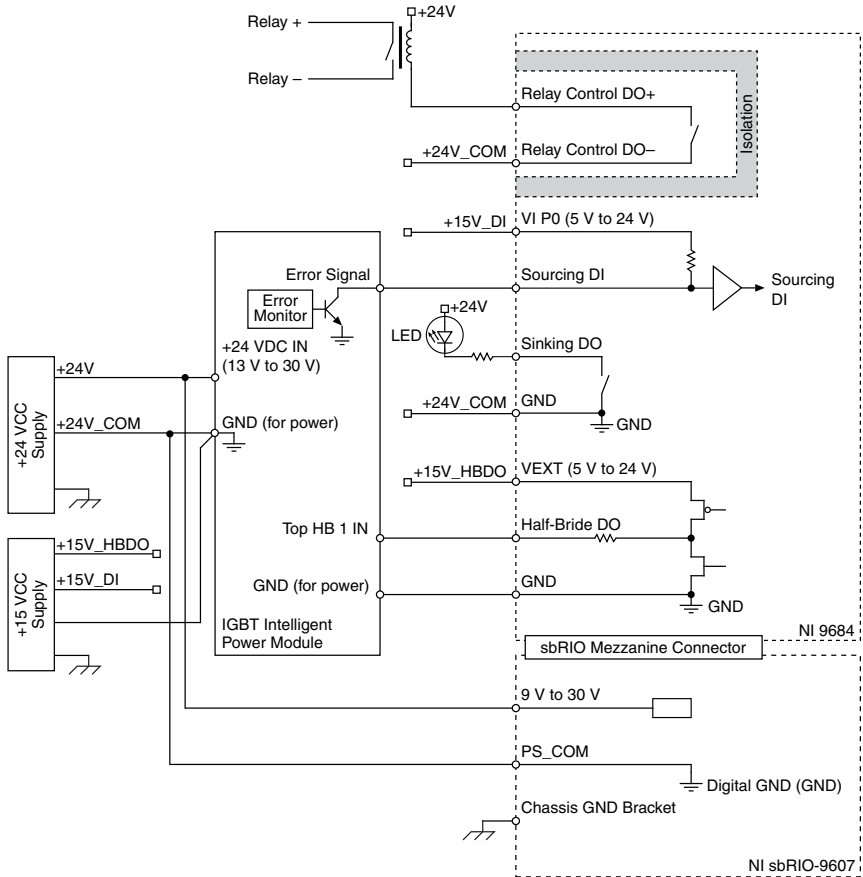 +24V
Relay +
Relay –
Relay Control DO+
+24V_COM
Relay Control DO–
Isolation
+15V_DI
VI P0 (5 V to 24 V)
Error Signal
Sourcing DI
Sourcing
DI
Error
Monitor
+24V
LED
Sinking DO
+24 VDC IN
(13 V to 30 V)
+24V
+24V_COM
GND
GND
+24V_COM
GND (for power)
+24 VCC
Supply
+15V_HBDO
VEXT (5 V to 24 V)
Top HB 1 IN
Half-Bride DO
+15V_HBDO
+15V_DI
+15 VCC
Supply
GND (for power)
GND
GND
IGBT Intelligent
Power Module
NI 9684
sbRIO Mezzanine Connector
9 V to 30 V
PS_COM
Digital GND (GND)
Chassis GND Bracket
NI sbRIO-9607